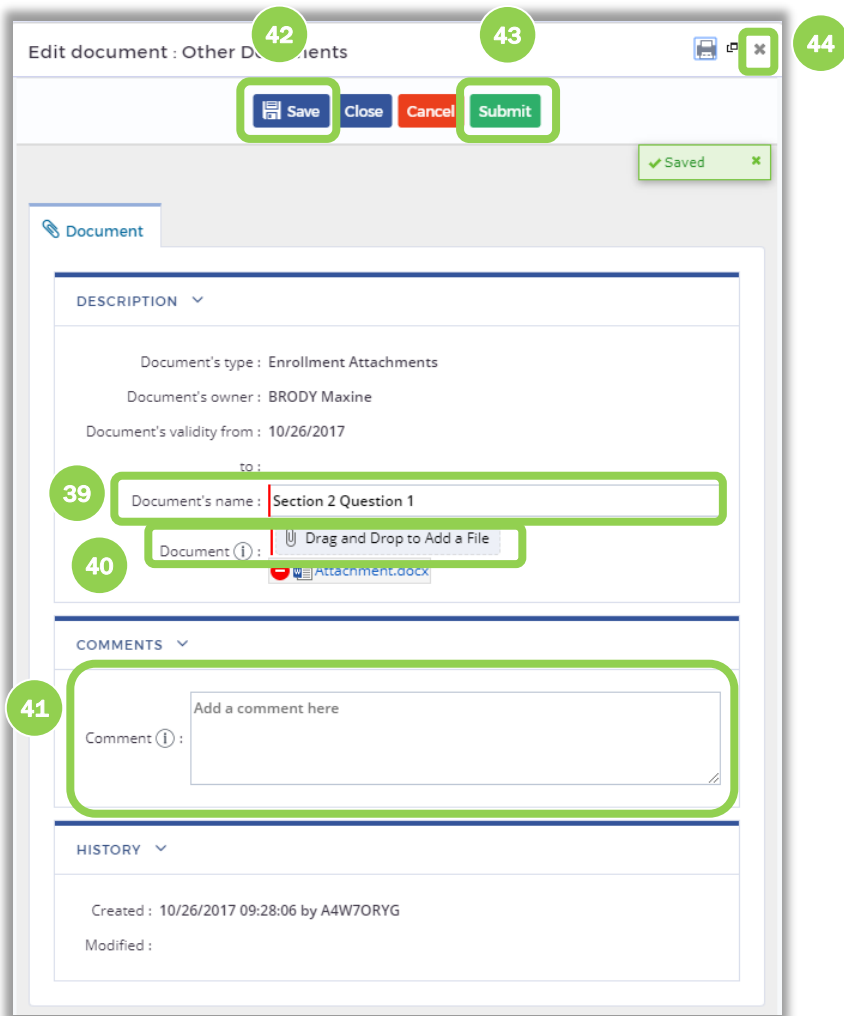 42
43
44
Edit document : Other D ments
Save Close Cancel Submit
Saved
Document
DESCRIPTION
Document's type : Enrollment Attachments
Document's owner : BRODY Maxine
Document's validity from : 10/26/2017
to :
39
Document's name : Section 2 Question 1
Document i : Drag and Drop to Add a File
40
Attachment.docx
COMMENTS
41
Comment i : Add a comment here
HISTORY
Created : 10/26/2017 09:28:06 by A4W7ORYG
Modified :